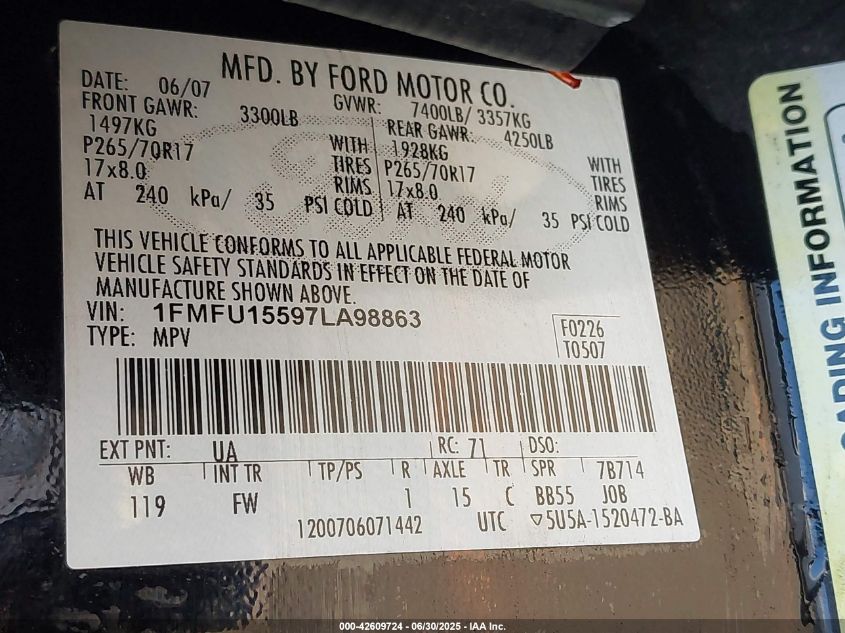 MFD. BY FORD MOTOR CO.
DATE: 06/07 GVWR: 7400LB/ 3357KG
FRONT GAWR: 3300LB REAR GAWR: 4250LB
1497KG WITH 1928KG WITH
P265/70R17 TIRES P265/70R17 TIRES
17x8.0 RIMS 17x8.0 RIMS
AT 240 kPa/ 35 PSI COLD AT 240 kPa/ 35 PSI COLD
THIS VEHICLE CONFORMS TO ALL APPLICABLE FEDERAL MOTOR
VEHICLE SAFETY STANDARDS IN EFFECT ON THE DATE OF
MANUFACTURE SHOWN ABOVE.
VIN: 1FMFU15597LA98863 F0226
TYPE: MPV T0507
EXT PNT: UA RC: 71 DSO:
WB INT TR TP/PS R AXLE TR SPR 7B714
119 FW 1 15 C BB55 JOB
1200706071442 UTC ▽5U5A-1520472-BA
INFORMATION
000-42609724 - 06/30/2025 - IAA Inc.